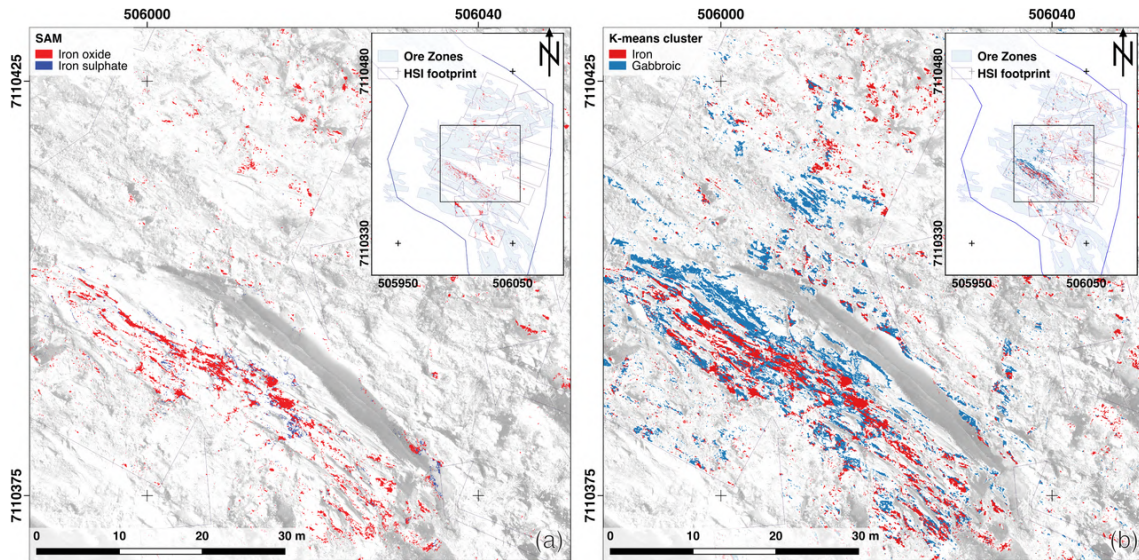 506000
506040
506000
506040
SAM
Iron oxide
Iron sulphate
Ore Zones
HSI footprint
N
7110480
7110330
505950
506050
7110425
7110375
0
10
20
30 m
(a)
K-means cluster
Iron
Gabbroic
Ore Zones
HSI footprint
N
7110480
7110330
505950
506050
7110425
7110375
0
10
20
30 m
(b)